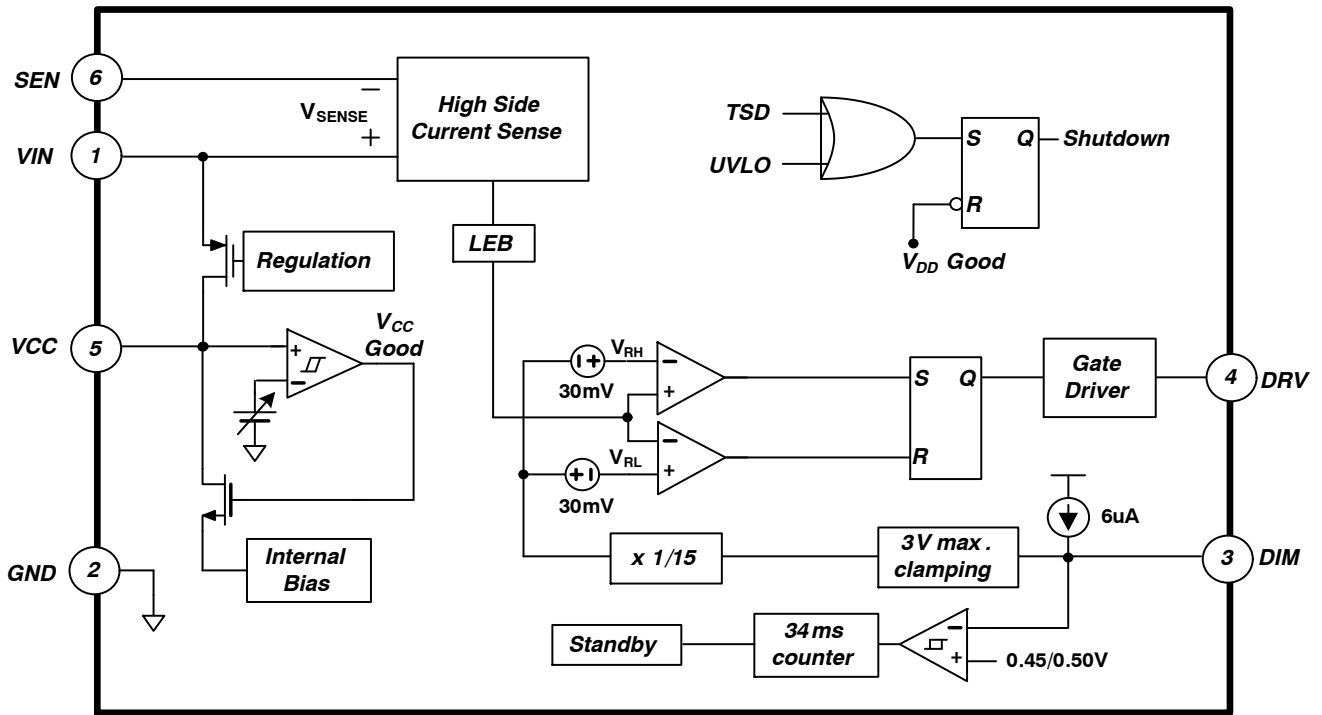 SEN 6
VSENSE
−
+
High Side
Current Sense
VIN 1
TSD
UVLO
S Q Shutdown
R
VDD Good
LEB
Regulation
VCC 5
+
−
VCC
Good
VRH
30mV
−
+
VRL
30mV
−
+
S Q
R
Gate
Driver
4 DRV
6uA
GND 2
Internal
Bias
x 1/15
3V max.
clamping
3 DIM
Standby
34ms
counter
−
+
0.45/0.50V